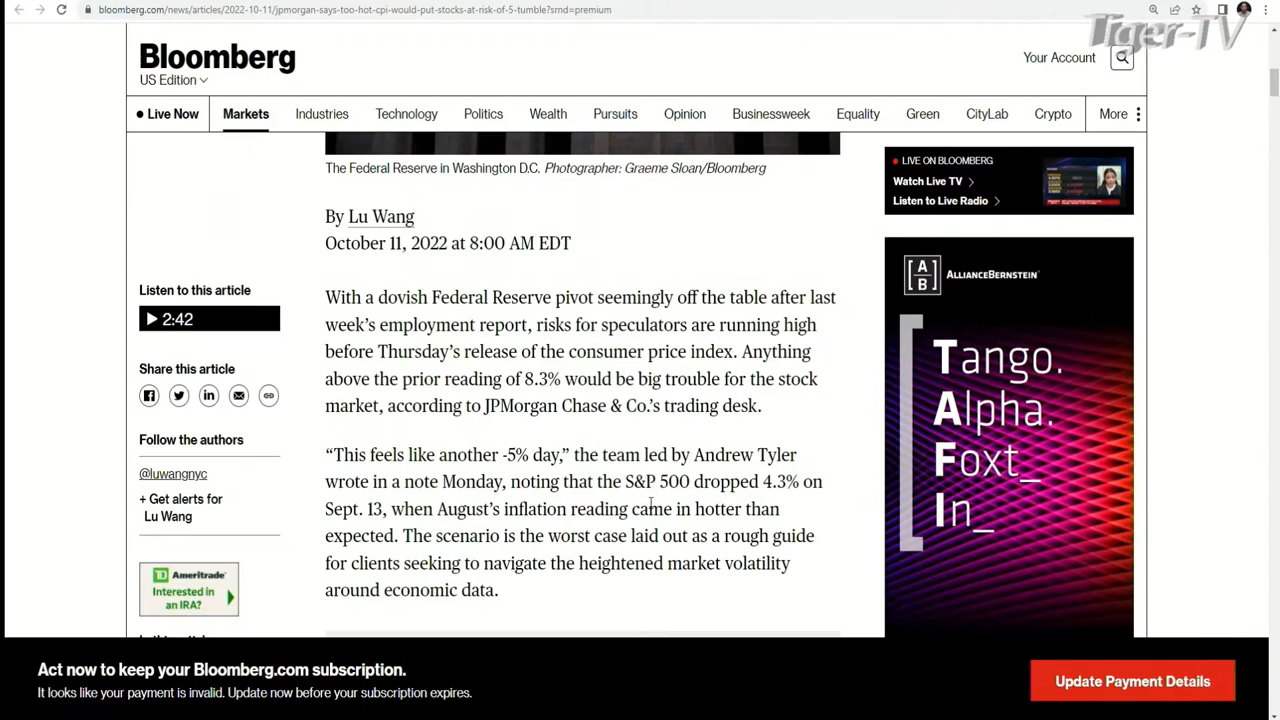 bloomberg.com/news/articles/2022-10-11/jpmorgan-says-too-hot-cpi-would-put-stocks-at-risk-of-5-tumble?srnd=premium
Tiger-TV
Bloomberg
US Edition
Your Account
Live Now
Markets
Industries
Technology
Politics
Wealth
Pursuits
Opinion
Businessweek
Equality
Green
CityLab
Crypto
More
The Federal Reserve in Washington D.C. Photographer: Graeme Sloan/Bloomberg
By Lu Wang
October 11, 2022 at 8:00 AM EDT
Listen to this article
2:42
Share this article
Follow the authors
@luwangnyc
+ Get alerts for
Lu Wang
TD Ameritrade
Interested in
an IRA?
With a dovish Federal Reserve pivot seemingly off the table after last
week’s employment report, risks for speculators are running high
before Thursday’s release of the consumer price index. Anything
above the prior reading of 8.3% would be big trouble for the stock
market, according to JPMorgan Chase & Co.’s trading desk.
“This feels like another -5% day,” the team led by Andrew Tyler
wrote in a note Monday, noting that the S&P 500 dropped 4.3% on
Sept. 13, when August’s inflation reading came in hotter than
expected. The scenario is the worst case laid out as a rough guide
for clients seeking to navigate the heightened market volatility
around economic data.
LIVE ON BLOOMBERG
Watch Live TV
Listen to Live Radio
[AB]
ALLIANCEBERNSTEIN
Tango.
Alpha.
Foxt_
In_
Act now to keep your Bloomberg.com subscription.
It looks like your payment is invalid. Update now before your subscription expires.
Update Payment Details